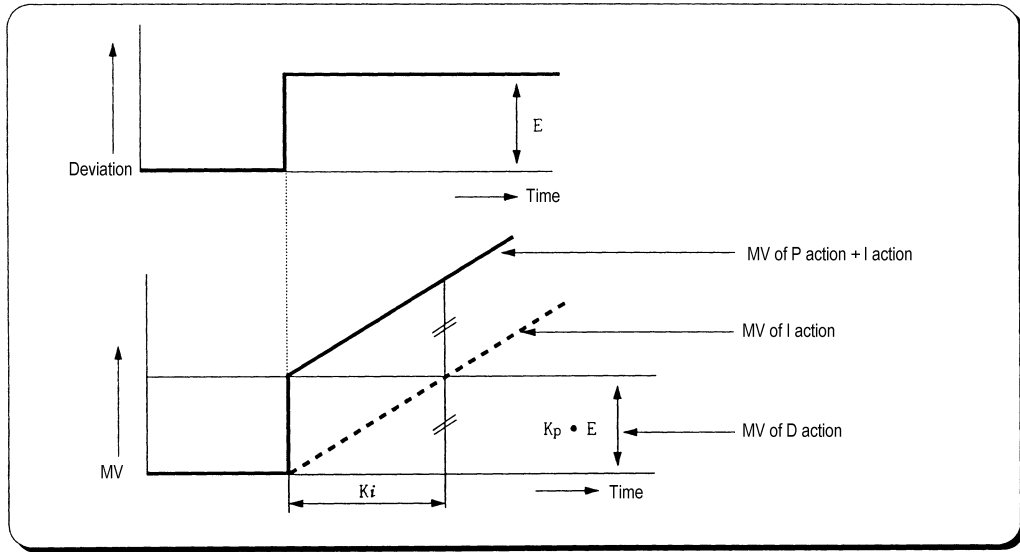 E
Deviation
Time
MV of P action + I action
MV of I action
Kp • E
MV of D action
MV
Ki
Time